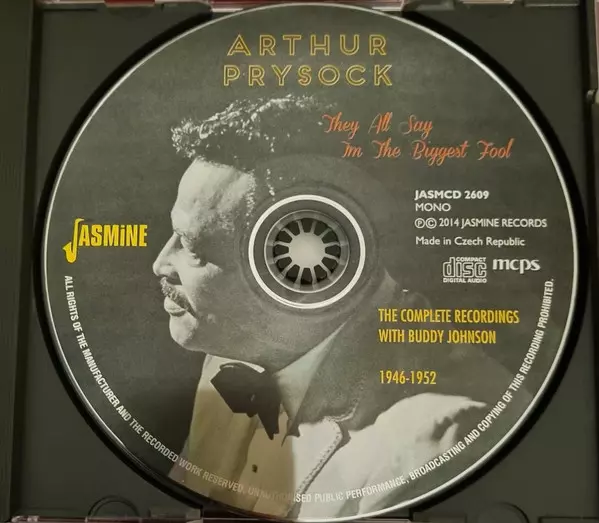 ARTHUR
PRYSOCK
They All Say
Im The Biggest Fool
JASMCD 2609
MONO
℗© 2014 JASMINE RECORDS
Made in Czech Republic
JASMiNE
COMPACT
disc
DIGITAL AUDIO
mcps
THE COMPLETE RECORDINGS
WITH BUDDY JOHNSON
1946-1952
ALL RIGHTS OF THE MANUFACTURER AND THE RECORDED WORK RESERVED. UNAUTHORISED PUBLIC PERFORMANCE, BROADCASTING AND COPYING OF THIS RECORDING PROHIBITED.